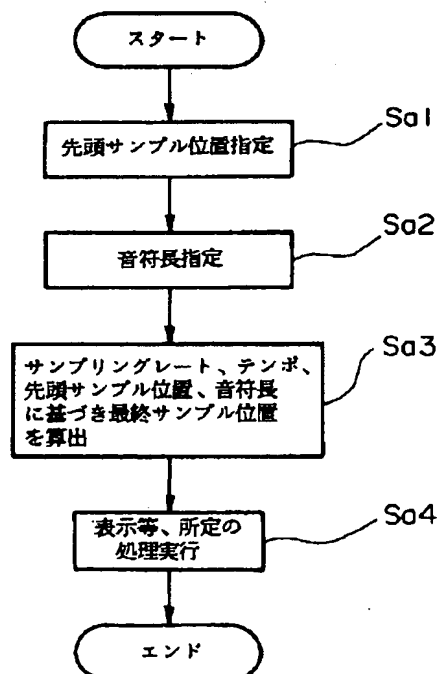 スタート
先頭サンプル位置指定
Sa1
音符長指定
Sa2
サンプリングレート、テンポ、
先頭サンプル位置、音符長
に基づき最終サンプル位置
を算出
Sa3
表示等、所定の
処理実行
Sa4
エンド